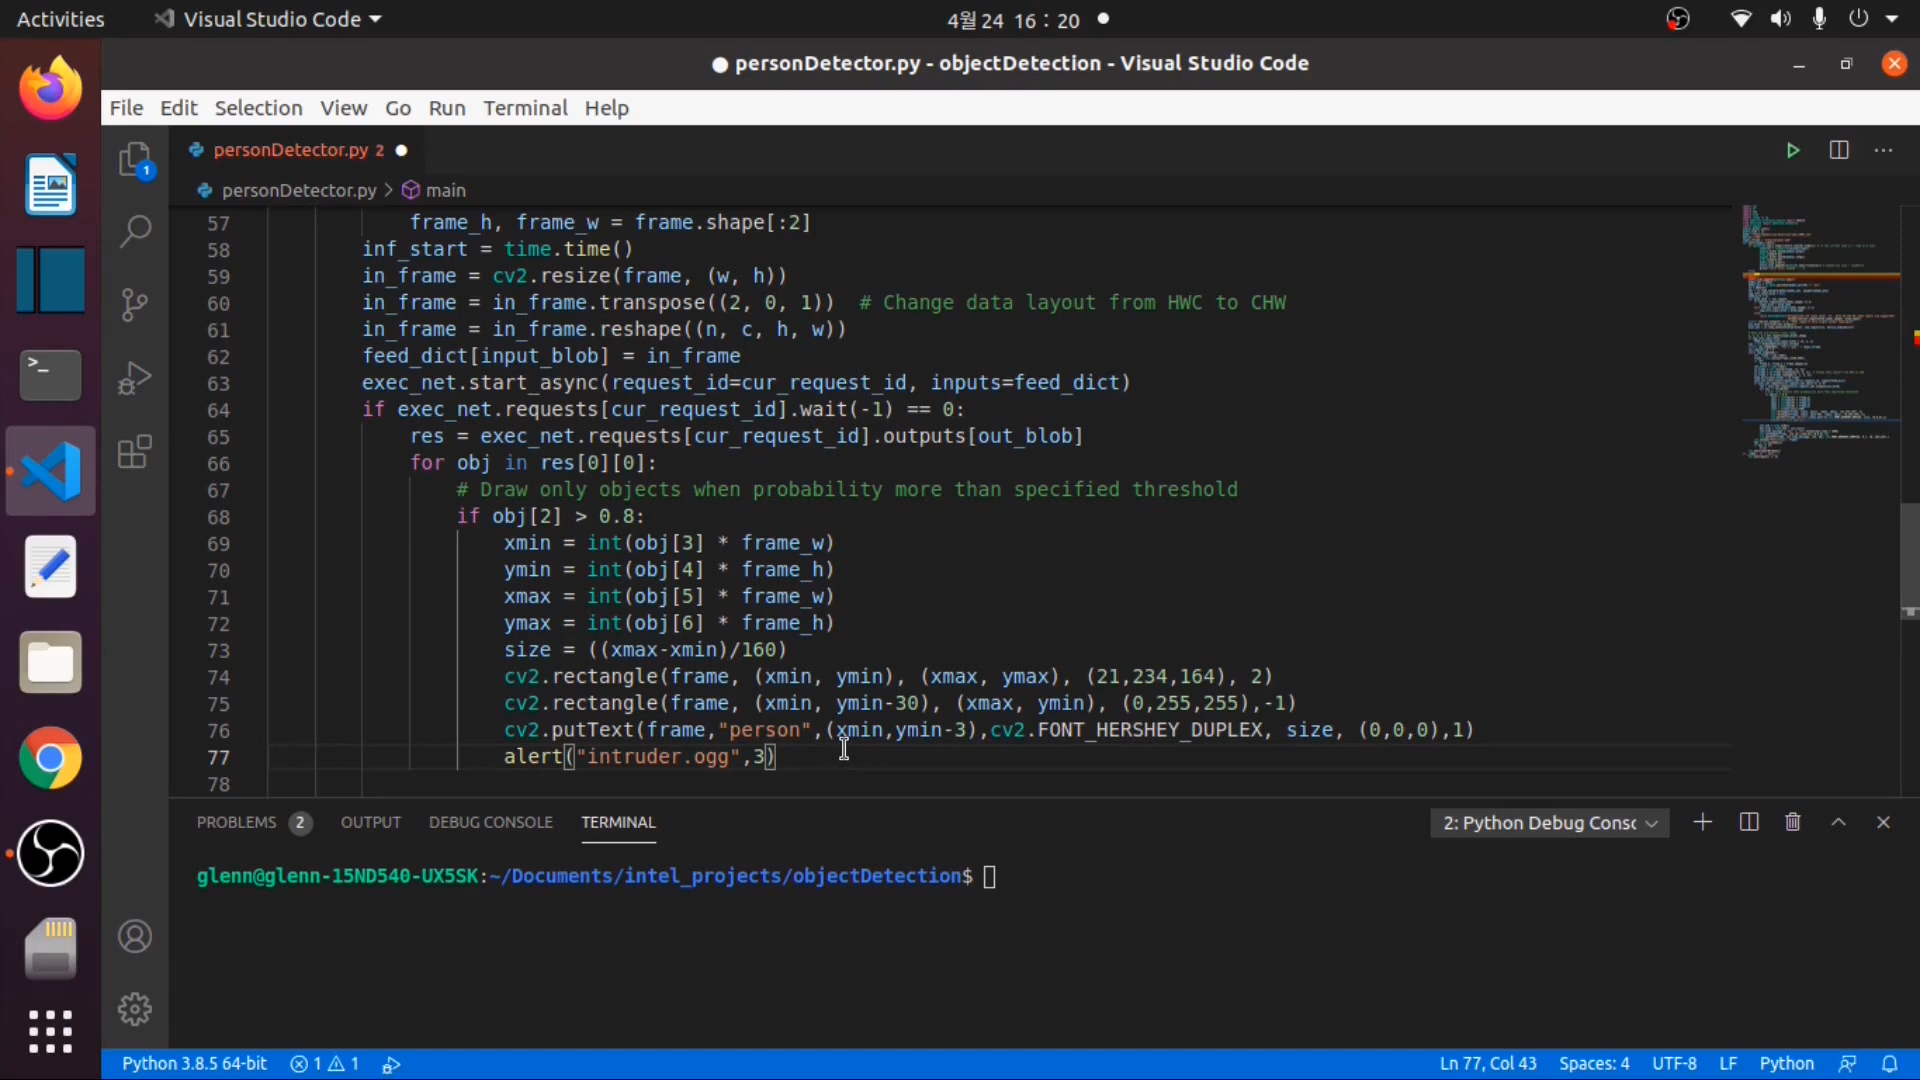 Activities
Visual Studio Code
4월 24 16 : 20
personDetector.py - objectDetection - Visual Studio Code
File Edit Selection View Go Run Terminal Help
1
personDetector.py 2
personDetector.py > main
57 frame_h, frame_w = frame.shape[:2]
58 inf_start = time.time()
59 in_frame = cv2.resize(frame, (w, h))
60 in_frame = in_frame.transpose((2, 0, 1))  # Change data layout from HWC to CHW
61 in_frame = in_frame.reshape((n, c, h, w))
62 feed_dict[input_blob] = in_frame
63 exec_net.start_async(request_id=cur_request_id, inputs=feed_dict)
64 if exec_net.requests[cur_request_id].wait(-1) == 0:
65 res = exec_net.requests[cur_request_id].outputs[out_blob]
66 for obj in res[0][0]:
67 # Draw only objects when probability more than specified threshold
68 if obj[2] > 0.8:
69 xmin = int(obj[3] * frame_w)
70 ymin = int(obj[4] * frame_h)
71 xmax = int(obj[5] * frame_w)
72 ymax = int(obj[6] * frame_h)
73 size = ((xmax-xmin)/160)
74 cv2.rectangle(frame, (xmin, ymin), (xmax, ymax), (21,234,164), 2)
75 cv2.rectangle(frame, (xmin, ymin-30), (xmax, ymin), (0,255,255),-1)
76 cv2.putText(frame,"person",(xmin,ymin-3),cv2.FONT_HERSHEY_DUPLEX, size, (0,0,0),1)
77 alert("intruder.ogg",3)
78
PROBLEMS 2 OUTPUT DEBUG CONSOLE TERMINAL
2: Python Debug Consc
glenn@glenn-15ND540-UX5SK:~/Documents/intel_projects/objectDetection$
Python 3.8.5 64-bit 1 1
Ln 77, Col 43 Spaces: 4 UTF-8 LF Python